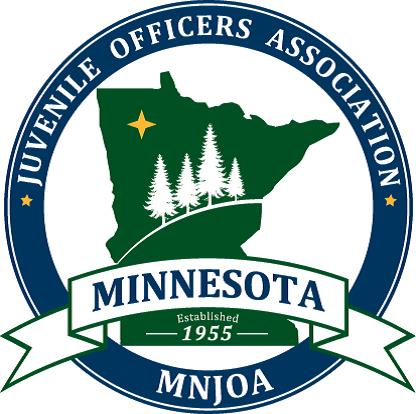 JUVENILE OFFICERS ASSOCIATION
MINNESOTA
Established
1955
MNJOA